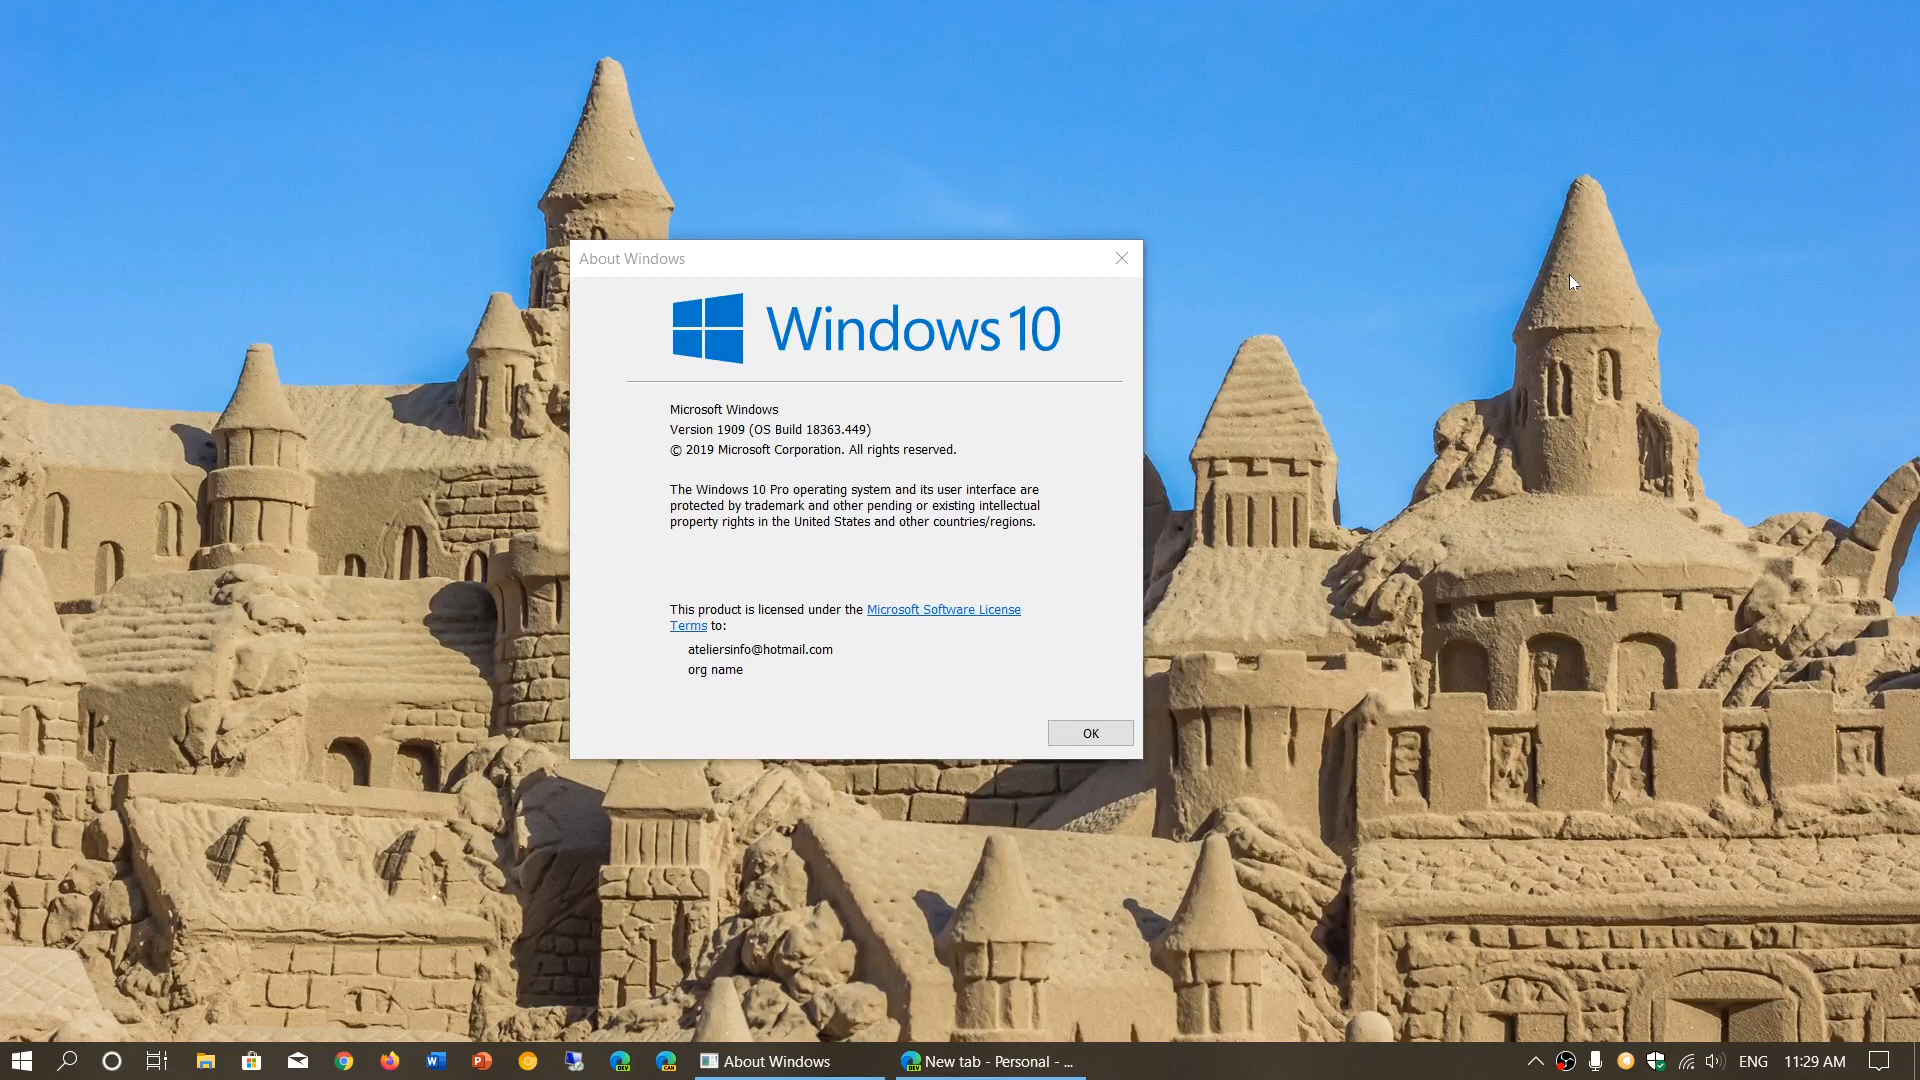 About Windows
Windows 10
Microsoft Windows
Version 1909 (OS Build 18363.449)
© 2019 Microsoft Corporation. All rights reserved.
The Windows 10 Pro operating system and its user interface are
protected by trademark and other pending or existing intellectual
property rights in the United States and other countries/regions.
This product is licensed under the Microsoft Software License
Terms to:
ateliersinfo@hotmail.com
org name
OK
W
P
DEV
CAN
About Windows
DEV
New tab - Personal - ...
ENG
11:29 AM